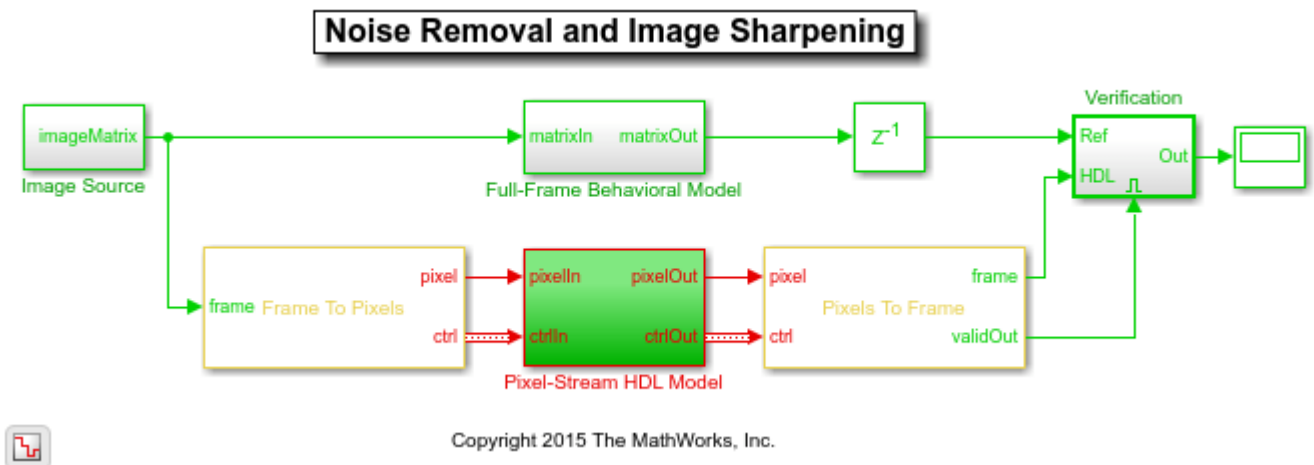 Noise Removal and Image Sharpening
Verification
imageMatrix
matrixIn matrixOut
z-1
Ref
Out
HDL
Image Source
Full-Frame Behavioral Model
pixel pixelIn pixelOut pixel frame
frame Frame To Pixels Pixels To Frame
ctrl ctrlIn ctrlOut ctrl validOut
Pixel-Stream HDL Model
Copyright 2015 The MathWorks, Inc.